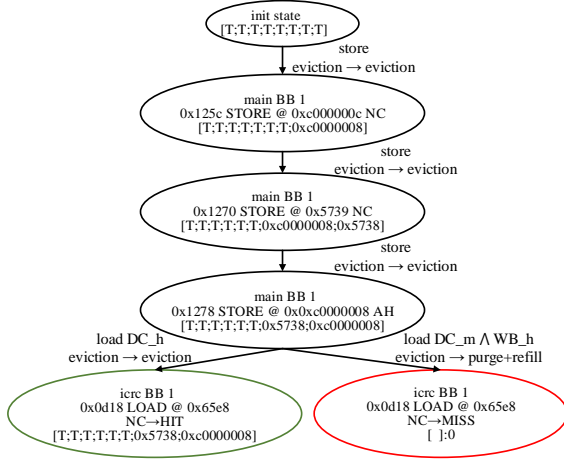 init state
[T;T;T;T;T;T;T;T]
store
eviction → eviction
main BB 1
0x125c STORE @ 0xc000000c NC
[T;T;T;T;T;T;T;0xc0000008]
store
eviction → eviction
main BB 1
0x1270 STORE @ 0x5739 NC
[T;T;T;T;T;T;0xc0000008;0x5738]
store
eviction → eviction
main BB 1
0x1278 STORE @ 0x0xc0000008 AH
[T;T;T;T;T;T;0x5738;0xc0000008]
load DC_h
eviction → eviction
load DC_m Λ WB_h
eviction → purge+refill
icrc BB 1
0x0d18 LOAD @ 0x65e8
NC→HIT
[T;T;T;T;T;T;0x5738;0xc0000008]
icrc BB 1
0x0d18 LOAD @ 0x65e8
NC→MISS
[ ]:0